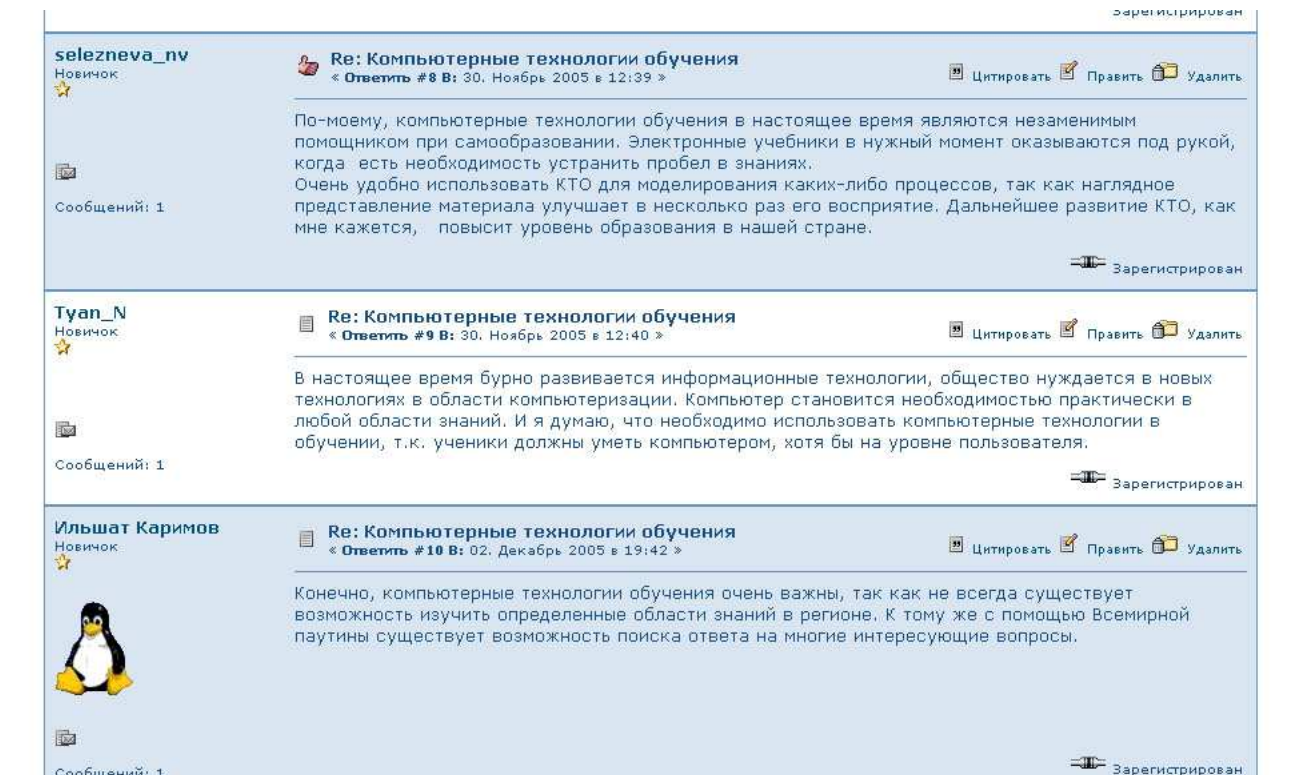 Зарегистрирован
selezneva_nv
Новичок
Re: Компьютерные технологии обучения
« Ответить #8 В: 30. Ноябрь 2005 в 12:39 »
Цитировать Править Удалить
По-моему, компьютерные технологии обучения в настоящее время являются незаменимым
помощником при самообразовании. Электронные учебники в нужный момент оказываются под рукой,
когда есть необходимость устранить пробел в знаниях.
Очень удобно использовать КТО для моделирования каких-либо процессов, так как наглядное
представление материала улучшает в несколько раз его восприятие. Дальнейшее развитие КТО, как
мне кажется, повысит уровень образования в нашей стране.
Сообщений: 1
Зарегистрирован
Tyan_N
Новичок
Re: Компьютерные технологии обучения
« Ответить #9 В: 30. Ноябрь 2005 в 12:40 »
Цитировать Править Удалить
В настоящее время бурно развивается информационные технологии, общество нуждается в новых
технологиях в области компьютеризации. Компьютер становится необходимостью практически в
любой области знаний. И я думаю, что необходимо использовать компьютерные технологии в
обучении, т.к. ученики должны уметь компьютером, хотя бы на уровне пользователя.
Сообщений: 1
Зарегистрирован
Ильшат Каримов
Новичок
Re: Компьютерные технологии обучения
« Ответить #10 В: 02. Декабрь 2005 в 19:42 »
Цитировать Править Удалить
Конечно, компьютерные технологии обучения очень важны, так как не всегда существует
возможность изучить определенные области знаний в регионе. К тому же с помощью Всемирной
паутины существует возможность поиска ответа на многие интересующие вопросы.
Сообщений: 1
Зарегистрирован